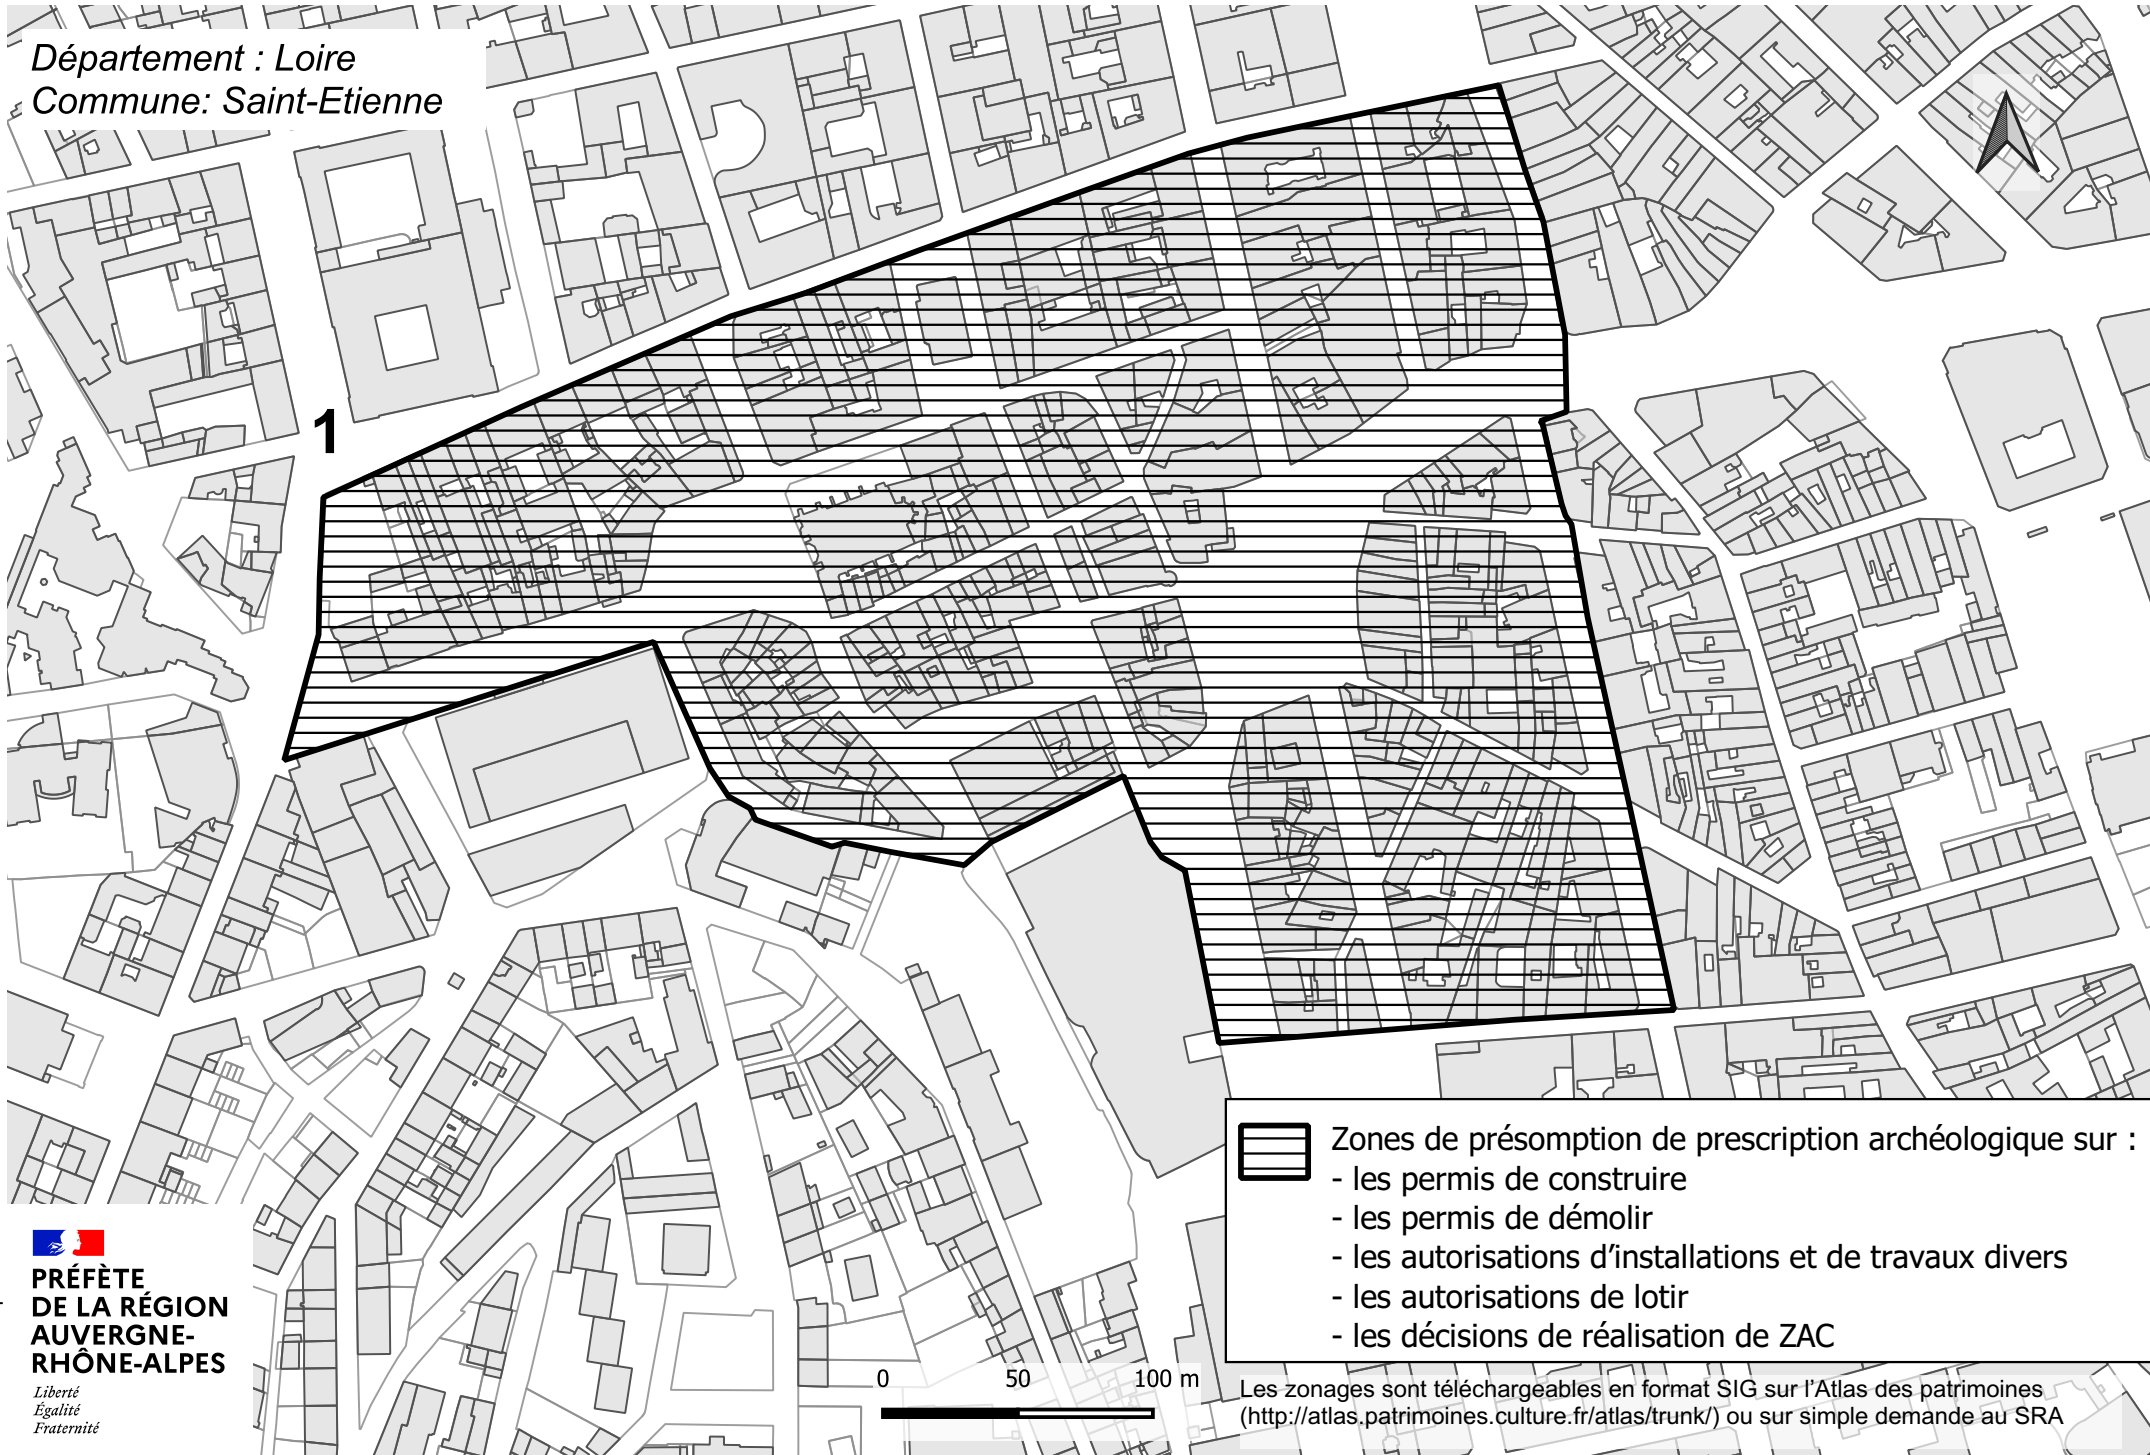 Département : Loire
Commune: Saint-Etienne
1
Zones de présomption de prescription archéologique sur :
- les permis de construire
- les permis de démolir
- les autorisations d’installations et de travaux divers
- les autorisations de lotir
- les décisions de réalisation de ZAC
PRÉFÈTE
DE LA RÉGION
AUVERGNE-
RHÔNE-ALPES
Liberté
Égalité
Fraternité
0 50 100 m
Les zonages sont téléchargeables en format SIG sur l’Atlas des patrimoines
(http://atlas.patrimoines.culture.fr/atlas/trunk/) ou sur simple demande au SRA